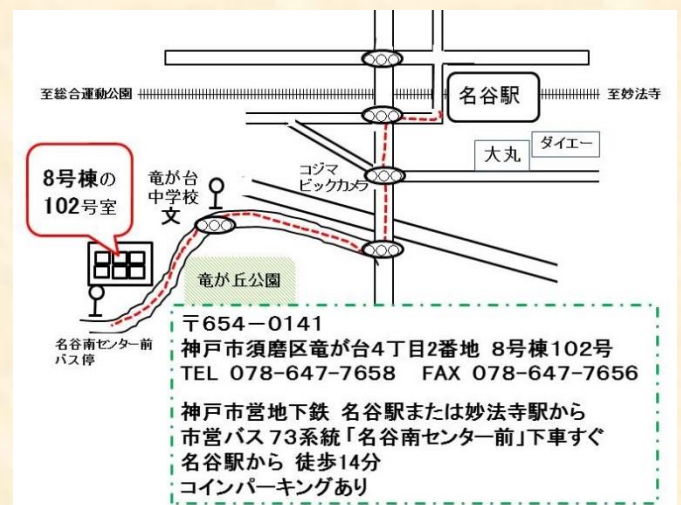 至総合運動公園
名谷駅
至妙法寺
大丸
ダイエー
コジマ
ビックカメラ
8号棟の
102号室
竜が台
中学校
文
竜が丘公園
名谷南センター前
バス停
〒654－0141
神戸市須磨区竜が台4丁目2番地 8号棟102号
TEL 078-647-7658 FAX 078-647-7656
神戸市営地下鉄 名谷駅または妙法寺駅から
市営バス 73系統「名谷南センター前」下車すぐ
名谷駅から 徒歩14分
コインパーキングあり